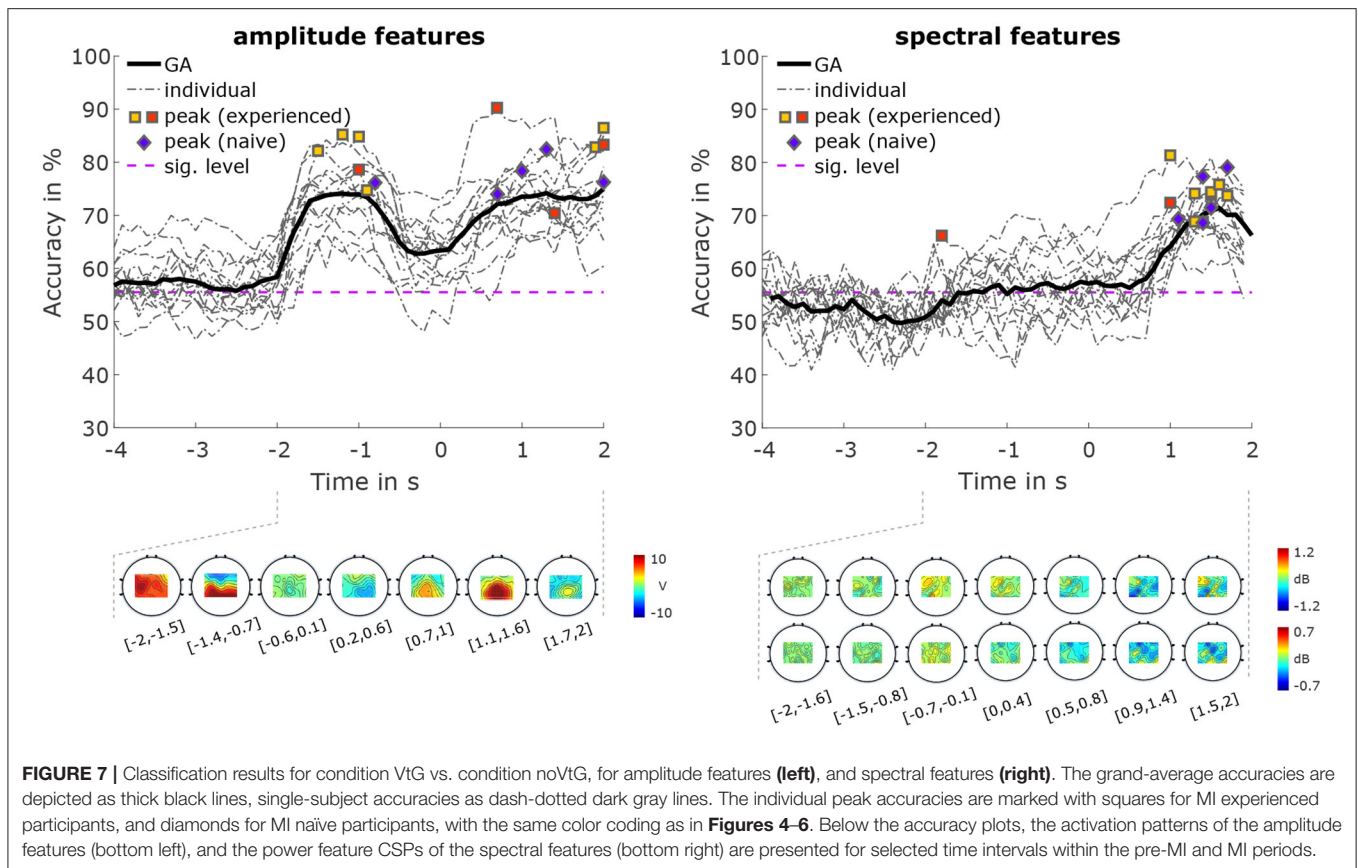 amplitude features
GA
individual
peak (experienced)
peak (naive)
sig. level
Accuracy in %
100
90
80
70
60
50
40
30
-4 -3 -2 -1 0 1 2
Time in s
[-2,-1.5] [-1.4,-0.7] [-0.6,0.1] [0.2,0.6] [0.7,1] [1.1,1.6] [1.7,2]
10
V
-10
spectral features
GA
individual
peak (experienced)
peak (naive)
sig. level
Accuracy in %
100
90
80
70
60
50
40
30
-4 -3 -2 -1 0 1 2
Time in s
1.2
dB
-1.2
0.7
dB
-0.7
[-2,-1.6] [-1.5,-0.8] [-0.7,-0.1] [0,0.4] [0.5,0.8] [0.9,1.4] [1.5,2]
FIGURE 7 | Classification results for condition VtG vs. condition noVtG, for amplitude features (left), and spectral features (right). The grand-average accuracies are
depicted as thick black lines, single-subject accuracies as dash-dotted dark gray lines. The individual peak accuracies are marked with squares for MI experienced
participants, and diamonds for MI naïve participants, with the same color coding as in Figures 4–6. Below the accuracy plots, the activation patterns of the amplitude
features (bottom left), and the power feature CSPs of the spectral features (bottom right) are presented for selected time intervals within the pre-MI and MI periods.